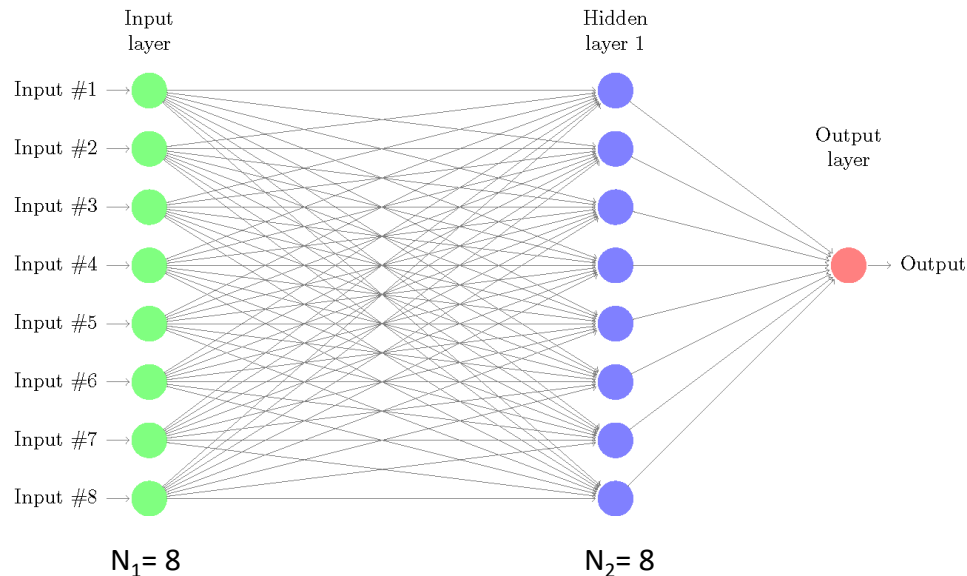 Input
layer
Hidden
layer 1
Output
layer
Input #1
Input #2
Input #3
Input #4
Input #5
Input #6
Input #7
Input #8
Output
N₁= 8
N₂= 8